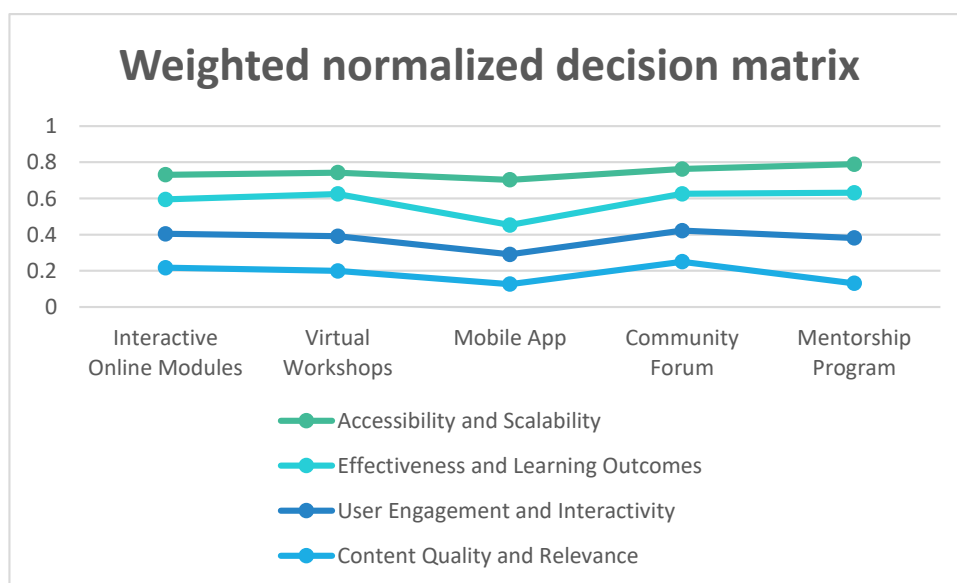 Weighted normalized decision matrix
1
0.8
0.6
0.4
0.2
0
Interactive
Online Modules
Virtual
Workshops
Mobile App
Community
Forum
Mentorship
Program
Accessibility and Scalability
Effectiveness and Learning Outcomes
User Engagement and Interactivity
Content Quality and Relevance